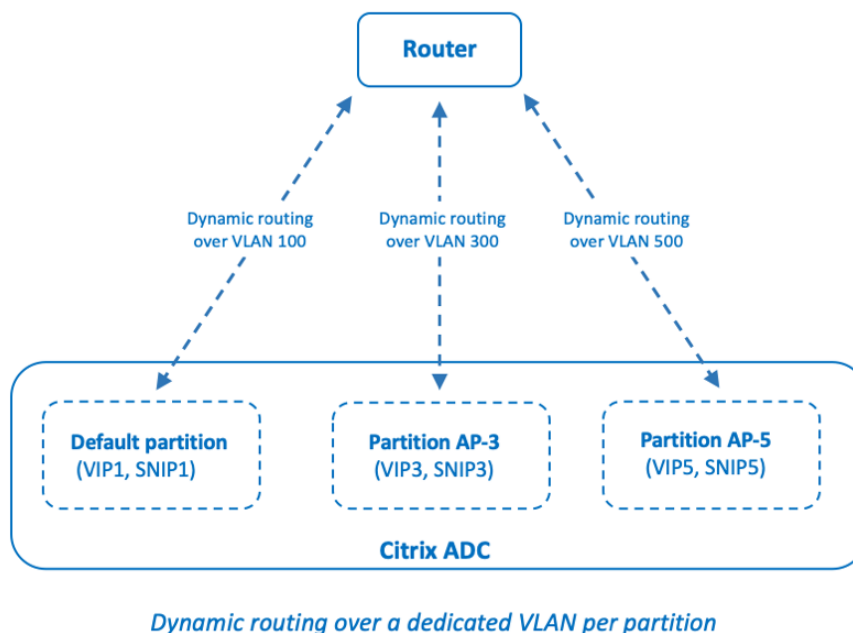 Router
Dynamic routing
over VLAN 100
Dynamic routing
over VLAN 300
Dynamic routing
over VLAN 500
Default partition
(VIP1, SNIP1)
Partition AP-3
(VIP3, SNIP3)
Partition AP-5
(VIP5, SNIP5)
Citrix ADC
Dynamic routing over a dedicated VLAN per partition